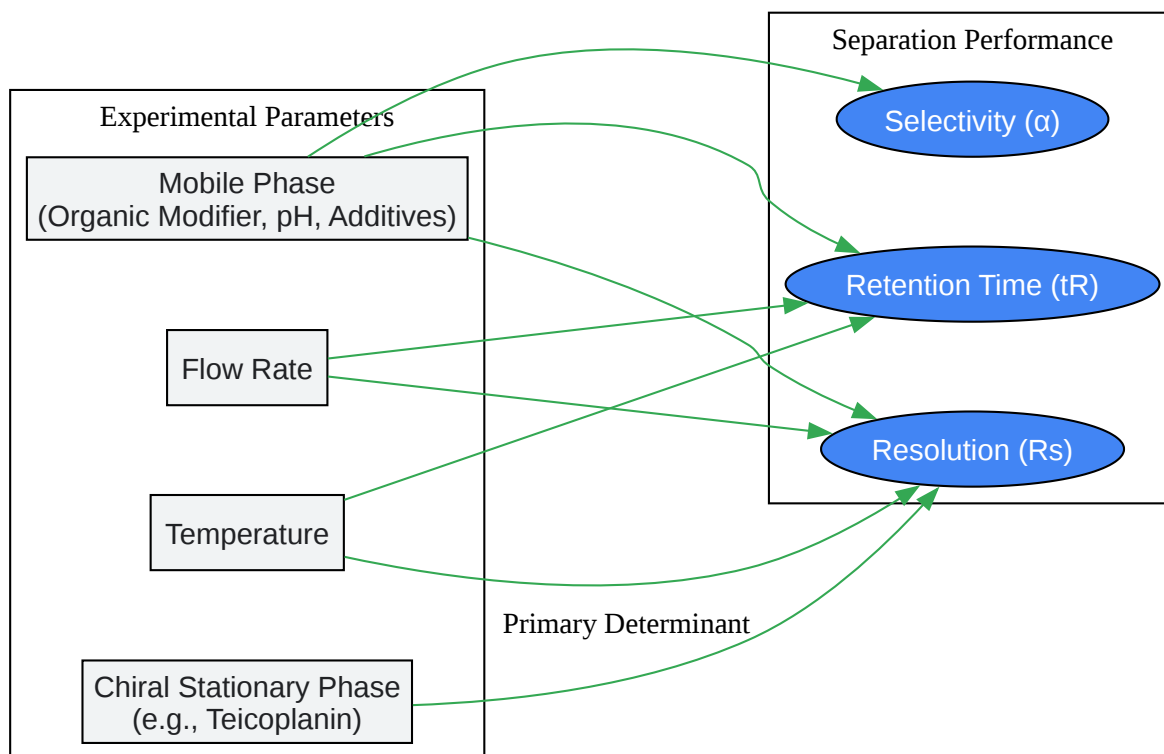 Experimental Parameters
Mobile Phase
(Organic Modifier, pH, Additives)
Flow Rate
Temperature
Chiral Stationary Phase
(e.g., Teicoplanin)
Primary Determinant
Separation Performance
Selectivity (α)
Retention Time (tR)
Resolution (Rs)